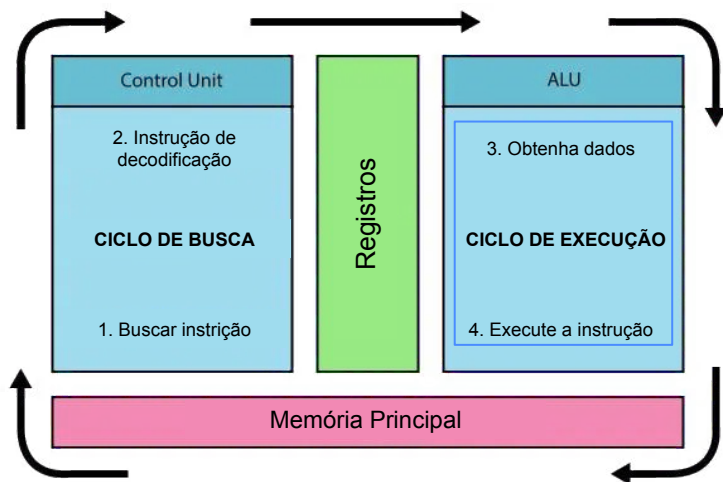 Control Unit
2. Instrução de
decodificação
CICLO DE BUSCA
1. Buscar instrição
Registros
ALU
3. Obtenha dados
CICLO DE EXECUÇÃO
4. Execute a instrução
Memória Principal